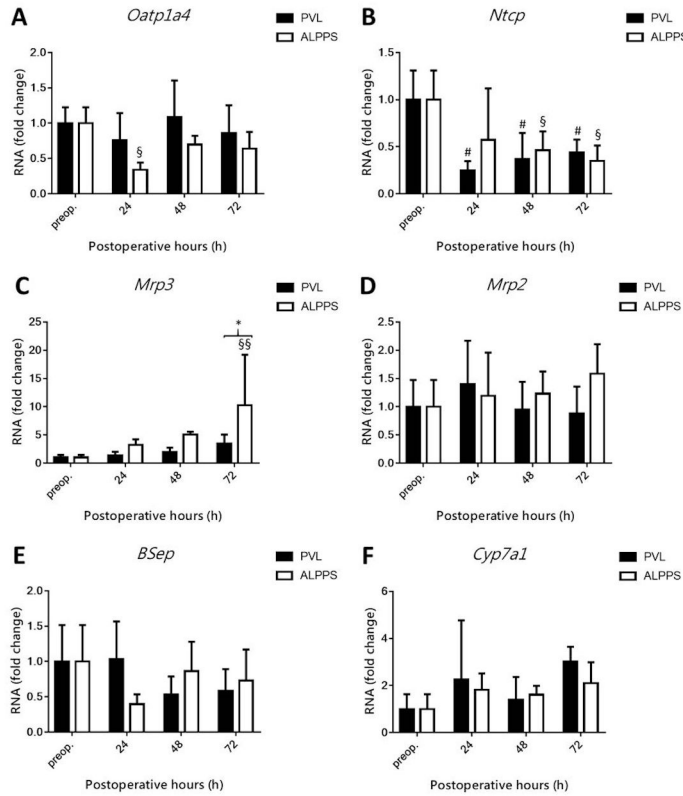 A
Oatp1a4
PVL
ALPPS
RNA (fold change)
2.0
1.5
1.0
0.5
0.0
§
preop.
24
48
72
Postoperative hours (h)
B
Ntcp
PVL
ALPPS
RNA (fold change)
1.5
1.0
0.5
0.0
#
#
§
#
§
preop.
24
48
72
Postoperative hours (h)
C
Mrp3
PVL
ALPPS
RNA (fold change)
25
20
15
10
5
0
*
§§
preop.
24
48
72
Postoperative hours (h)
D
Mrp2
PVL
ALPPS
RNA (fold change)
2.5
2.0
1.5
1.0
0.5
0.0
preop.
24
48
72
Postoperative hours (h)
E
BSep
PVL
ALPPS
RNA (fold change)
2.0
1.5
1.0
0.5
0.0
preop.
24
48
72
Postoperative hours (h)
F
Cyp7a1
PVL
ALPPS
RNA (fold change)
6
4
2
0
preop.
24
48
72
Postoperative hours (h)